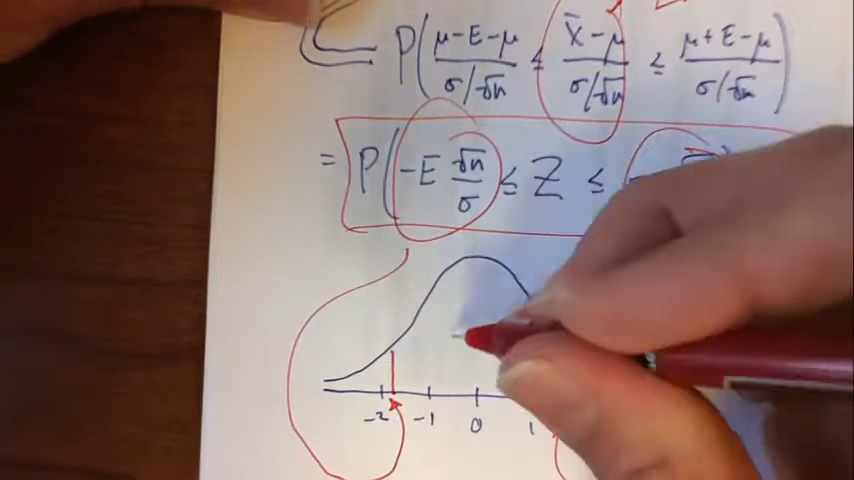 P( (μ-E-μ)/(σ/√n) ≤ (X̄-μ)/(σ/√n) ≤ (μ+E-μ)/(σ/√n) )
= P( -E √n/σ ≤ Z ≤
-2 -1 0 1